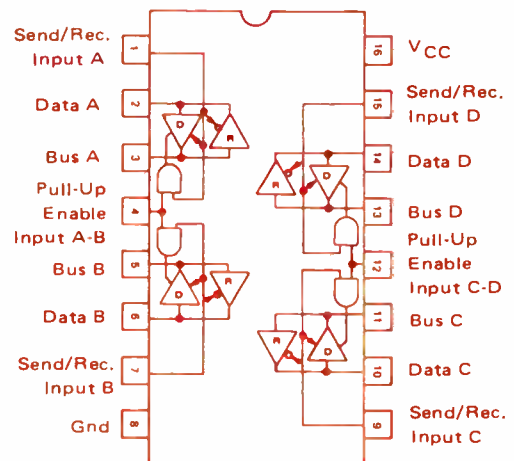 Send/Rec.
Input A
1
Data A
2
Bus A
3
Pull-Up
Enable
Input A-B
4
Bus B
5
Data B
6
Send/Rec.
Input B
7
Gnd
8
D
R
D
R
16
VCC
15
Send/Rec.
Input D
14
Data D
13
Bus D
Pull-Up
12
Enable
Input C-D
11
Bus C
10
Data C
9
Send/Rec.
Input C
R
D
R
D